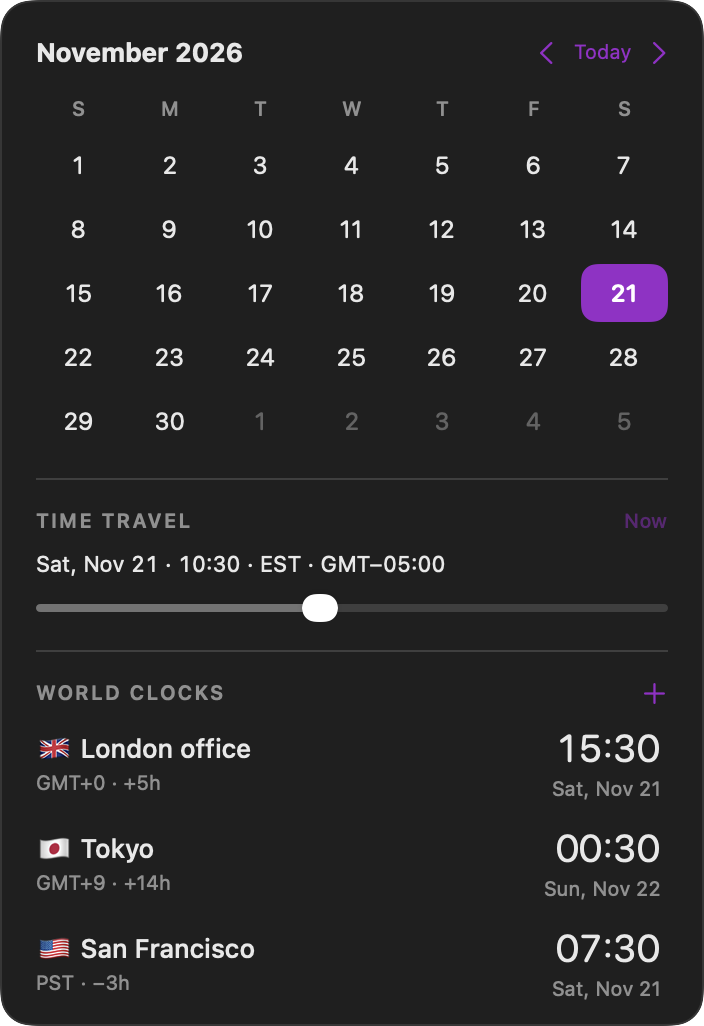 November 2026 Today
S M T W T F S
1 2 3 4 5 6 7
8 9 10 11 12 13 14
15 16 17 18 19 20 21
22 23 24 25 26 27 28
29 30 1 2 3 4 5
TIME TRAVEL Now
Sat, Nov 21 · 10:30 · EST · GMT−05:00
WORLD CLOCKS
London office 15:30
GMT+0 · +5h Sat, Nov 21
Tokyo 00:30
GMT+9 · +14h Sun, Nov 22
San Francisco 07:30
PST · −3h Sat, Nov 21